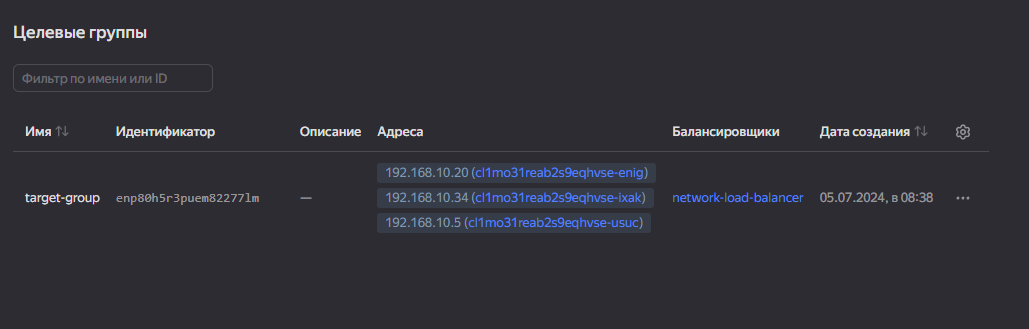 Целевые группы
Фильтр по имени или ID
Имя Идентификатор Описание Адреса Балансировщики Дата создания
192.168.10.20 (cl1mo31reab2s9eqhvse-enig)
target-group enp80h5r3puem82277lm — 192.168.10.34 (cl1mo31reab2s9eqhvse-ixak) network-load-balancer 05.07.2024, в 08:38
192.168.10.5 (cl1mo31reab2s9eqhvse-usuc)